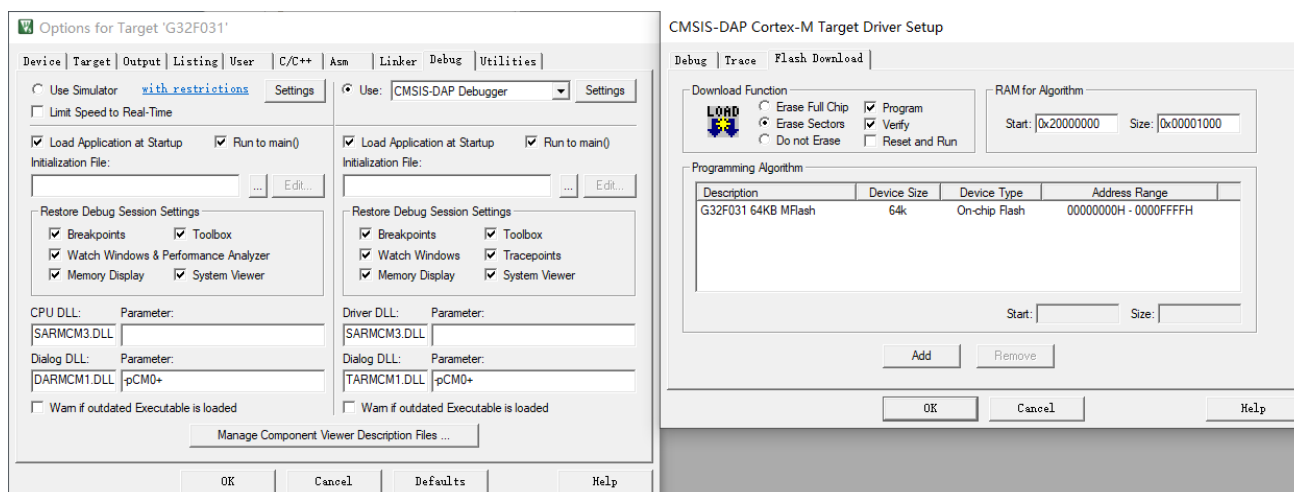 Options for Target 'G32F031'
Device Target Output Listing User C/C++ Asm Linker Debug Utilities
Use Simulator with restrictions Settings
Limit Speed to Real-Time
Use: CMSIS-DAP Debugger Settings
Load Application at Startup Run to main()
Initialization File:
... Edit...
Restore Debug Session Settings
Breakpoints Toolbox
Watch Windows & Performance Analyzer
Memory Display System Viewer
CPU DLL: Parameter:
SARMCM3.DLL
Dialog DLL: Parameter:
DARMCM1.DLL -pCM0+
Warn if outdated Executable is loaded
Load Application at Startup Run to main()
Initialization File:
... Edit...
Restore Debug Session Settings
Breakpoints Toolbox
Watch Windows Tracepoints
Memory Display System Viewer
Driver DLL: Parameter:
SARMCM3.DLL
Dialog DLL: Parameter:
TARMCM1.DLL -pCM0+
Warn if outdated Executable is loaded
Manage Component Viewer Description Files ...
OK Cancel Defaults Help
CMSIS-DAP Cortex-M Target Driver Setup
Debug Trace Flash Download
Download Function
LOAD
Erase Full Chip Program
Erase Sectors Verify
Do not Erase Reset and Run
RAM for Algorithm
Start: 0x20000000 Size: 0x00001000
Programming Algorithm
Description Device Size Device Type Address Range
G32F031 64KB MFlash 64k On-chip Flash 00000000H - 0000FFFFH
Start: Size:
Add Remove
OK Cancel Help